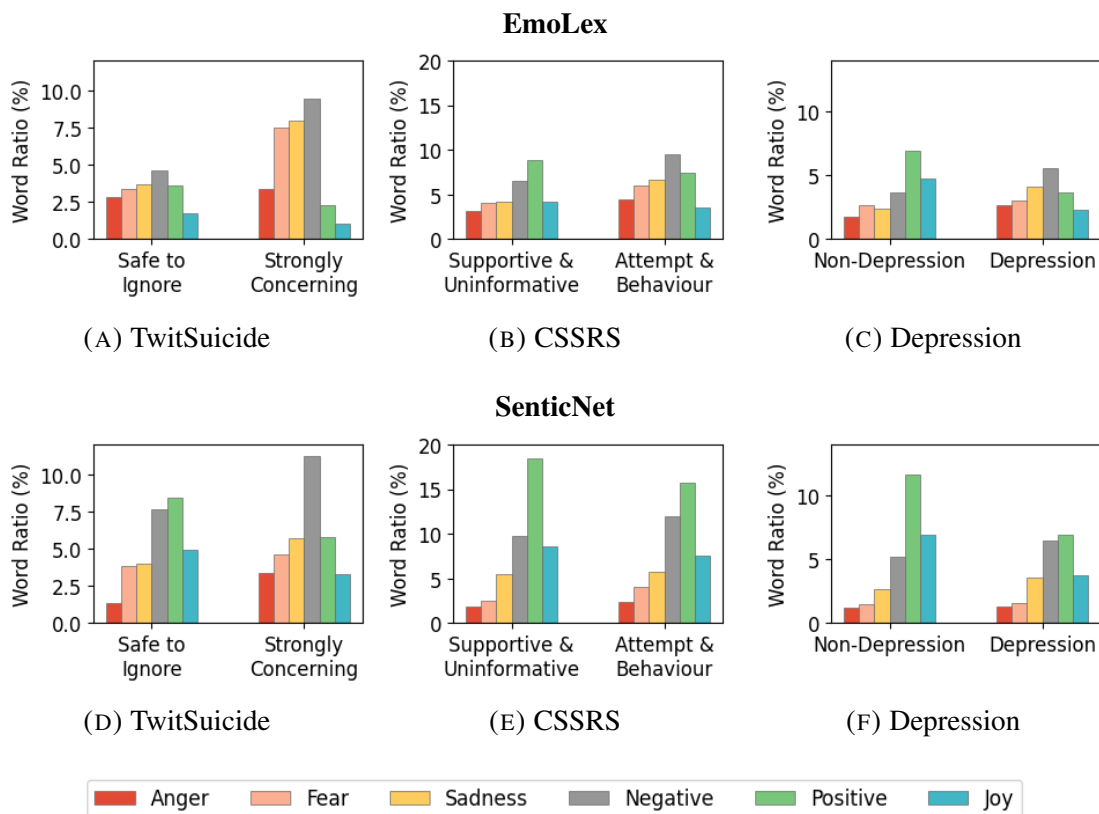 EmoLex
Word Ratio (%)
10.0
7.5
5.0
2.5
0.0
Safe to
Ignore
Strongly
Concerning
(A) TwitSuicide
Word Ratio (%)
20
15
10
5
0
Supportive &
Uninformative
Attempt &
Behaviour
(B) CSSRS
Word Ratio (%)
10
5
0
Non-Depression
Depression
(C) Depression
SenticNet
Word Ratio (%)
10.0
7.5
5.0
2.5
0.0
Safe to
Ignore
Strongly
Concerning
(D) TwitSuicide
Word Ratio (%)
20
15
10
5
0
Supportive &
Uninformative
Attempt &
Behaviour
(E) CSSRS
Word Ratio (%)
10
5
0
Non-Depression
Depression
(F) Depression
Anger Fear Sadness Negative Positive Joy